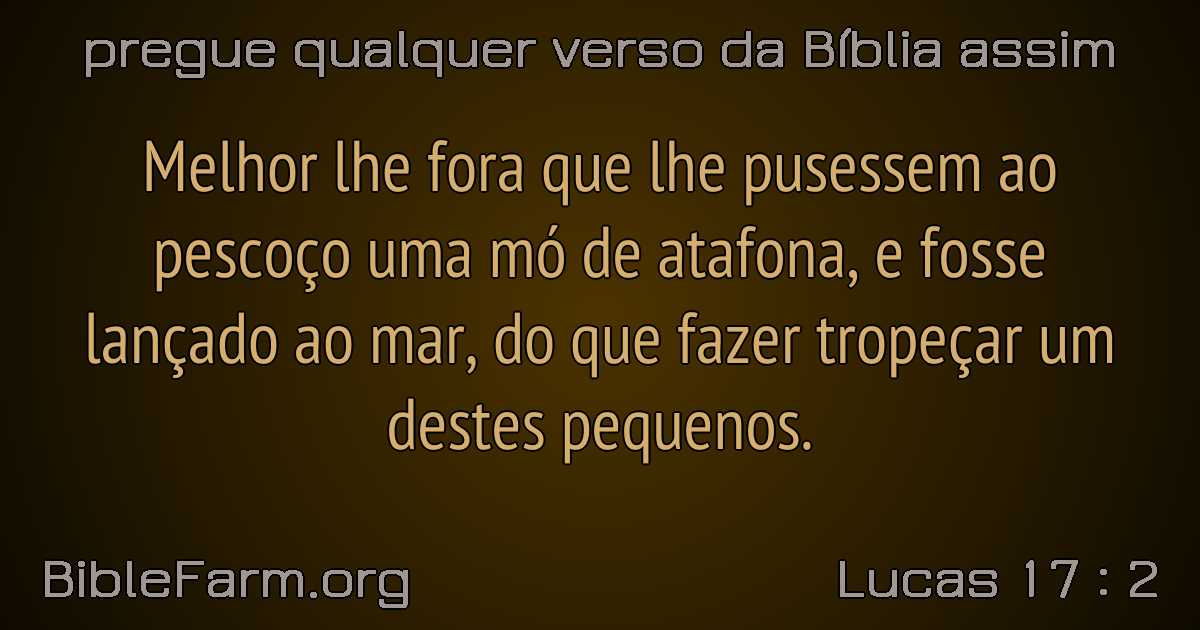 pregue qualquer verso da Bíblia assim
Melhor lhe fora que lhe pusessem ao
pescoço uma mó de atafona, e fosse
lançado ao mar, do que fazer tropeçar um
destes pequenos.
BibleFarm.org
Lucas 17 : 2